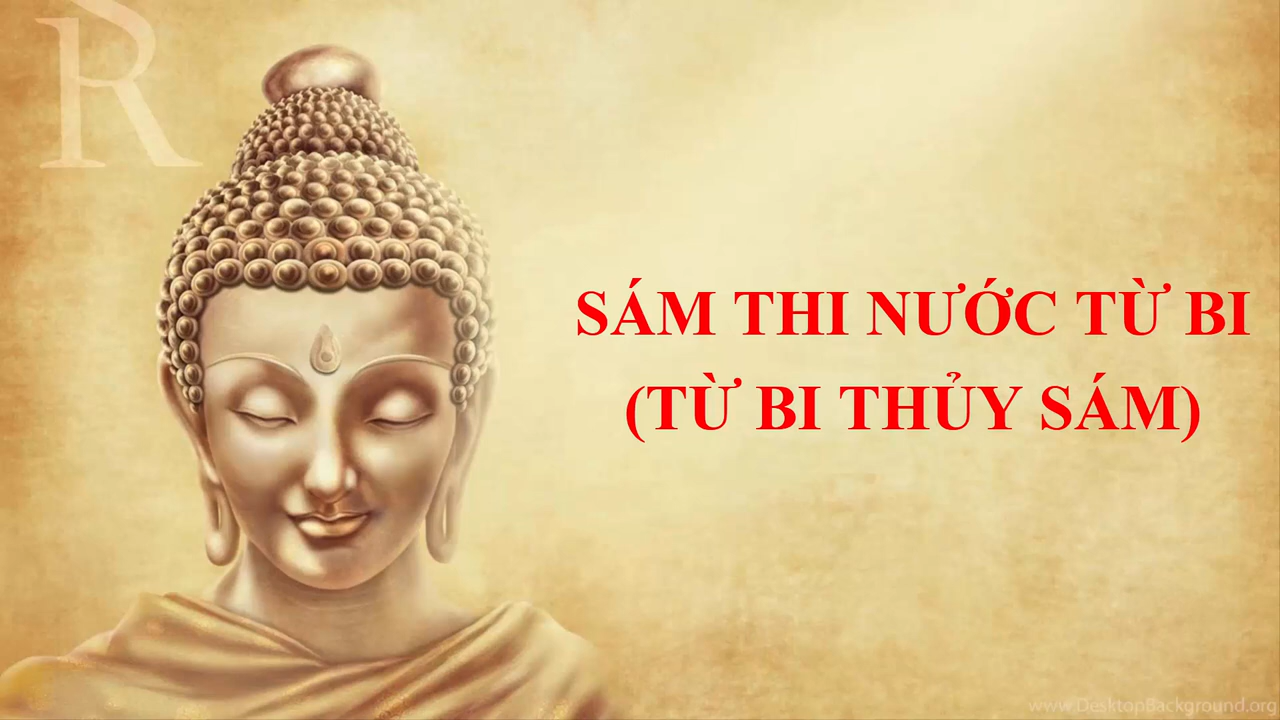 R
SÁM THI NƯỚC TỪ BI
(TỪ BI THỦY SÁM)
www.DesktopBackground.org